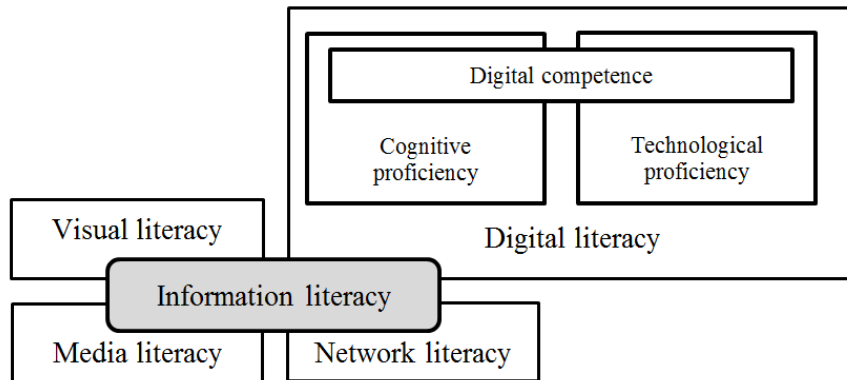 Digital competence
Cognitive
proficiency
Technological
proficiency
Visual literacy
Digital literacy
Information literacy
Media literacy
Network literacy